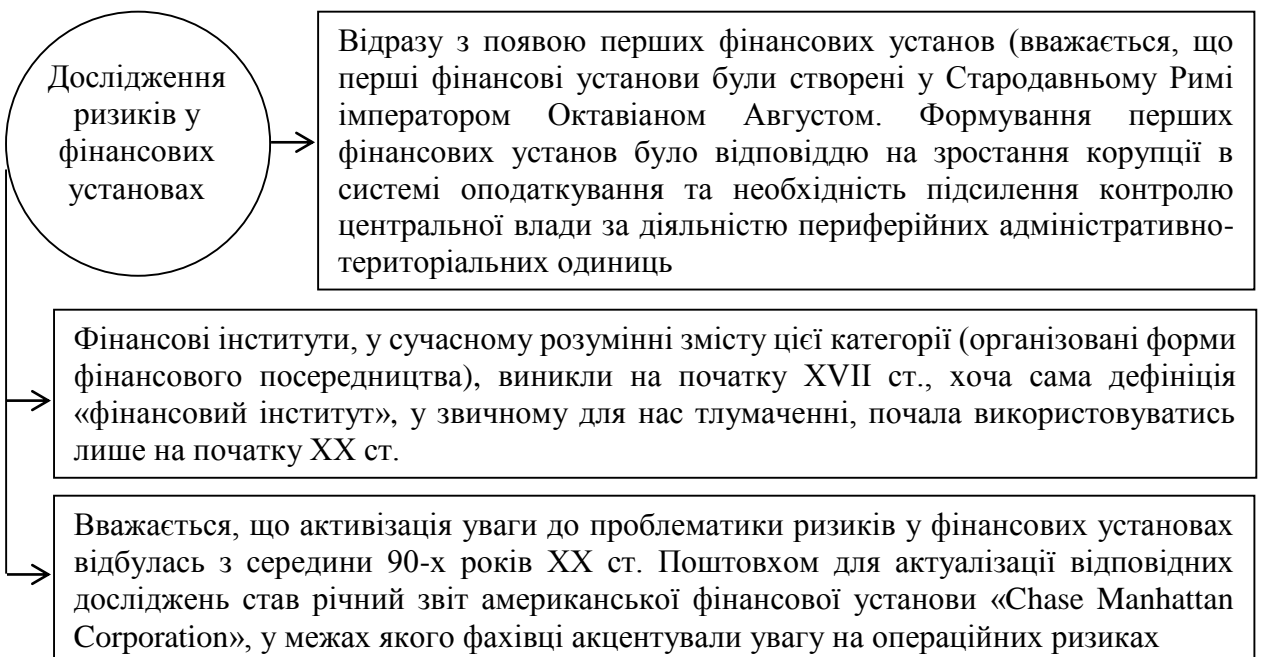 Дослідження
ризиків у
фінансових
установах
Відразу з появою перших фінансових установ (вважається, що
перші фінансові установи були створені у Стародавньому Римі
імператором Октавіаном Августом. Формування перших
фінансових установ було відповіддю на зростання корупції в
системі оподаткування та необхідність підсилення контролю
центральної влади за діяльністю периферійних адміністративно-
територіальних одиниць
Фінансові інститути, у сучасному розумінні змісту цієї категорії (організовані форми
фінансового посередництва), виникли на початку XVII ст., хоча сама дефініція
«фінансовий інститут», у звичному для нас тлумаченні, почала використовуватись
лише на початку XX ст.
Вважається, що активізація уваги до проблематики ризиків у фінансових установах
відбулась з середини 90-х років XX ст. Поштовхом для актуалізації відповідних
досліджень став річний звіт американської фінансової установи «Chase Manhattan
Corporation», у межах якого фахівці акцентували увагу на операційних ризиках